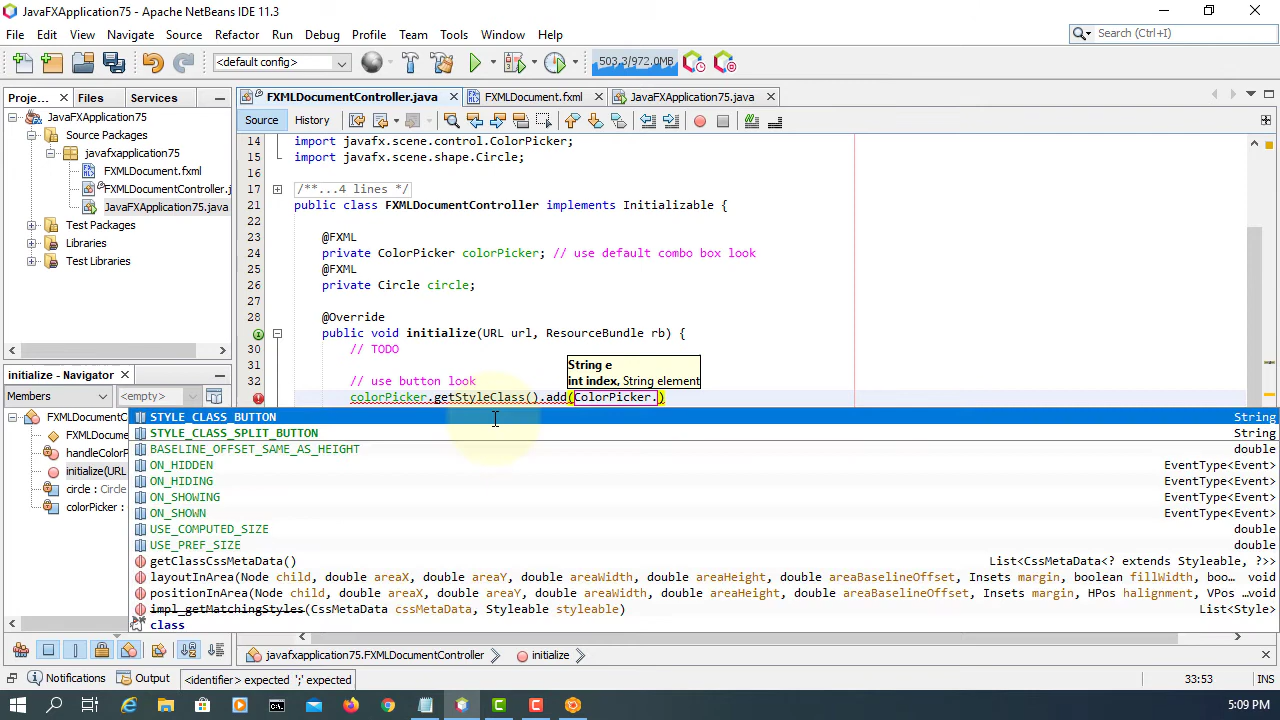 JavaFXApplication75 - Apache NetBeans IDE 11.3
File Edit View Navigate Source Refactor Run Debug Profile Team Tools Window Help
Search (Ctrl+I)
<default config>
503.3/972.0MB
Proje... Files Services
FXMLDocumentController.java FXMLDocument.fxml JavaFXApplication75.java
JavaFXApplication75
Source Packages
javafxapplication75
FXMLDocument.fxml
FXMLDocumentController.j
JavaFXApplication75.java
Test Packages
Libraries
Test Libraries
Source History
14 import javafx.scene.control.ColorPicker;
15 import javafx.scene.shape.Circle;
16
17 /**...4 lines */
21 public class FXMLDocumentController implements Initializable {
22
23 @FXML
24 private ColorPicker colorPicker; // use default combo box look
25 @FXML
26 private Circle circle;
27
28 @Override
public void initialize(URL url, ResourceBundle rb) {
30 // TODO
31
32 // use button look
colorPicker.getStyleClass().add(ColorPicker.)
String e
int index, String element
initialize - Navigator
Members <empty>
FXMLDocumentC
FXMLDocume
handleColorP
initialize(URL
circle : Circle
colorPicker :
STYLE_CLASS_BUTTON String
STYLE_CLASS_SPLIT_BUTTON String
BASELINE_OFFSET_SAME_AS_HEIGHT double
ON_HIDDEN EventType<Event>
ON_HIDING EventType<Event>
ON_SHOWING EventType<Event>
ON_SHOWN EventType<Event>
USE_COMPUTED_SIZE double
USE_PREF_SIZE double
getClassCssMetaData() List<CssMetaData<? extends Styleable, ?>>
layoutInArea(Node child, double areaX, double areaY, double areaWidth, double areaHeight, double areaBaselineOffset, Insets margin, boolean fillWidth, boo... void
positionInArea(Node child, double areaX, double areaY, double areaWidth, double areaHeight, double areaBaselineOffset, Insets margin, HPos halignment, VPos... void
impl_getMatchingStyles(CssMetaData cssMetaData, Styleable styleable) List<Style>
class
javafxapplication75.FXMLDocumentController initialize
Notifications Output <identifier> expected ';' expected
33:53 INS
5:09 PM